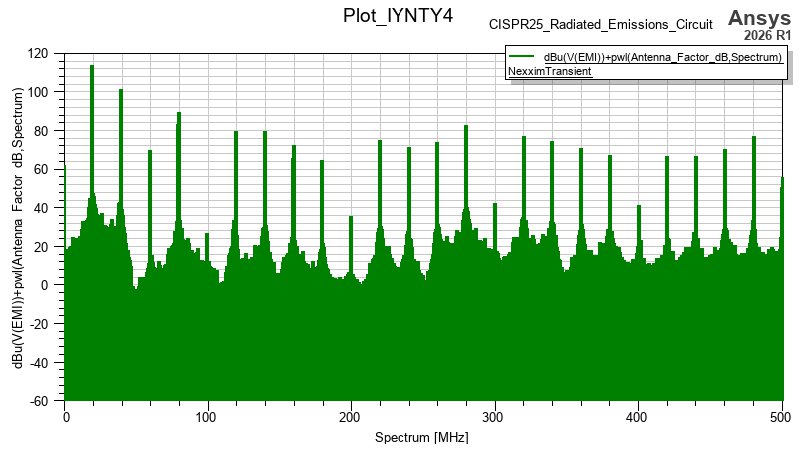 Plot_IYNTY4
CISPR25_Radiated_Emissions_Circuit
Ansys
2026 R1
dBu(V(EMI))+pwl(Antenna_Factor_dB,Spectrum)
NexximTransient
dBu(V(EMI))+pwl(Antenna_Factor_dB,Spectrum)
120
100
80
60
40
20
0
-20
-40
-60
0
100
200
300
400
500
Spectrum [MHz]